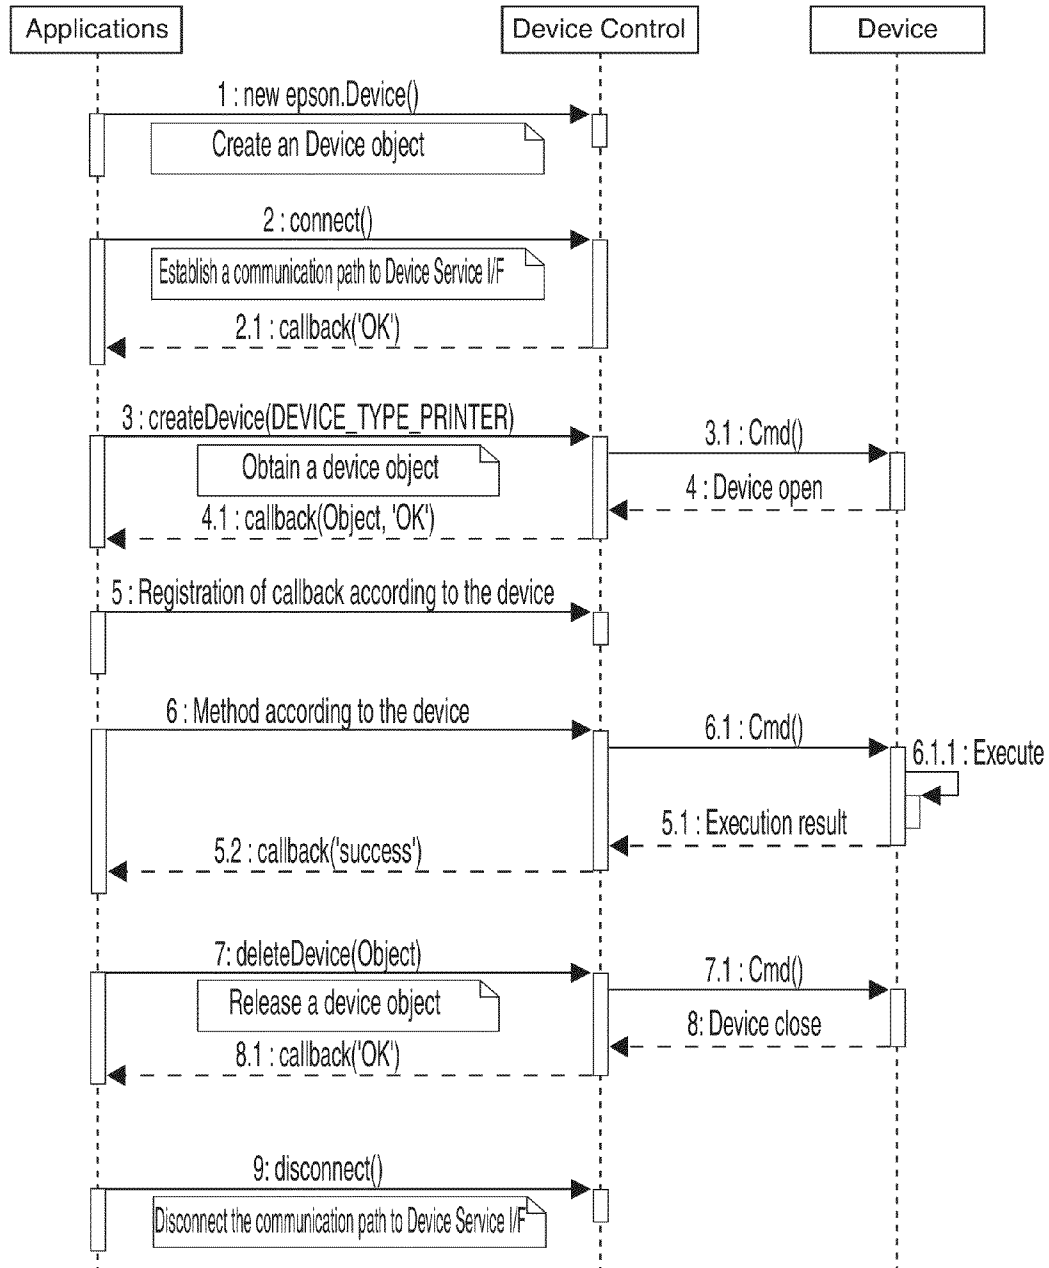 Applications
Device Control
Device
1 : new epson.Device()
Create an Device object
2 : connect()
Establish a communication path to Device Service I/F
2.1 : callback('OK')
3 : createDevice(DEVICE_TYPE_PRINTER)
3.1 : Cmd()
Obtain a device object
4 : Device open
4.1 : callback(Object, 'OK')
5 : Registration of callback according to the device
6 : Method according to the device
6.1 : Cmd()
6.1.1 : Execute
5.1 : Execution result
5.2 : callback('success')
7: deleteDevice(Object)
7.1 : Cmd()
Release a device object
8: Device close
8.1 : callback('OK')
9: disconnect()
Disconnect the communication path to Device Service I/F